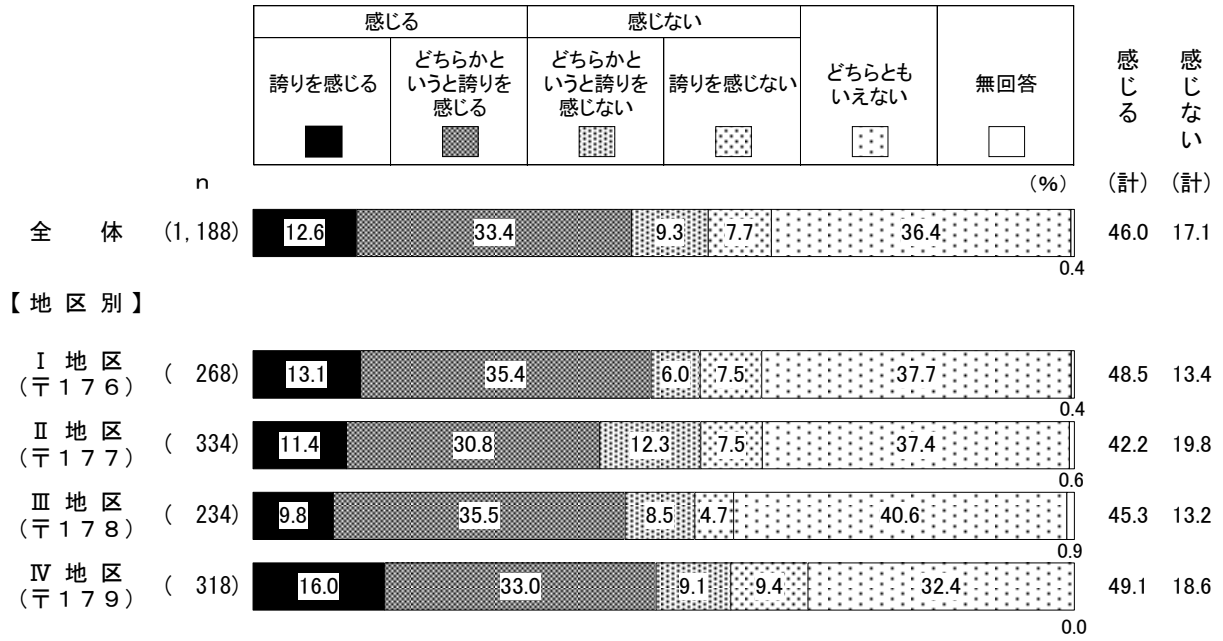 感じる 感じない
誇りを感じる
どちらかと
いうと誇りを
感じる
どちらかと
いうと誇りを
感じない
誇りを感じない
どちらとも
いえない
無回答
感じる
感じない
n (%) (計) (計)
全体 (1,188) 12.6 33.4 9.3 7.7 36.4 46.0 17.1
0.4
【地区別】
Ⅰ 地区
(〒176) ( 268) 13.1 35.4 6.0 7.5 37.7 48.5 13.4
0.4
Ⅱ 地区
(〒177) ( 334) 11.4 30.8 12.3 7.5 37.4 42.2 19.8
0.6
Ⅲ 地区
(〒178) ( 234) 9.8 35.5 8.5 4.7 40.6 45.3 13.2
0.9
Ⅳ 地区
(〒179) ( 318) 16.0 33.0 9.1 9.4 32.4 49.1 18.6
0.0